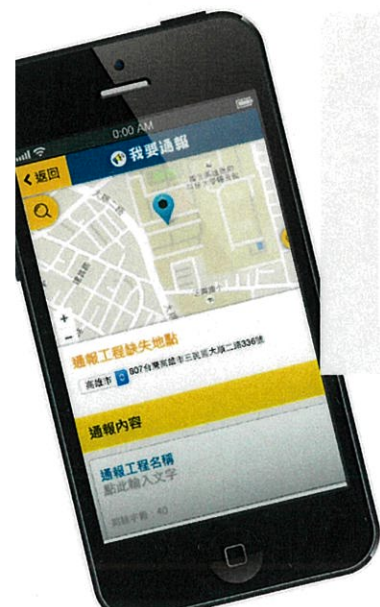 0:00 AM
返回
我要通報
通報工程缺失地點
高雄市 807台灣高雄市三民區大順二路336號
通報內容
通報工程名稱
點此輸入文字